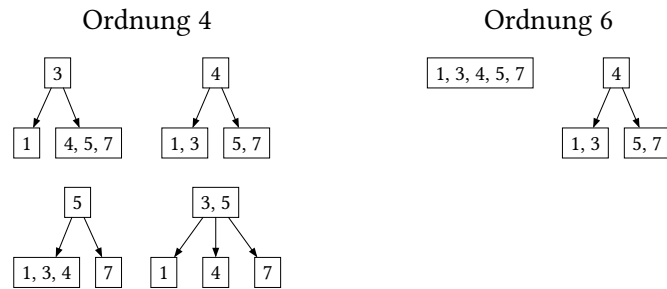 Ordnung 4
Ordnung 6
3
4
1
4, 5, 7
1, 3
5, 7
1, 3, 4, 5, 7
4
1, 3
5, 7
5
3, 5
1, 3, 4
7
1
4
7